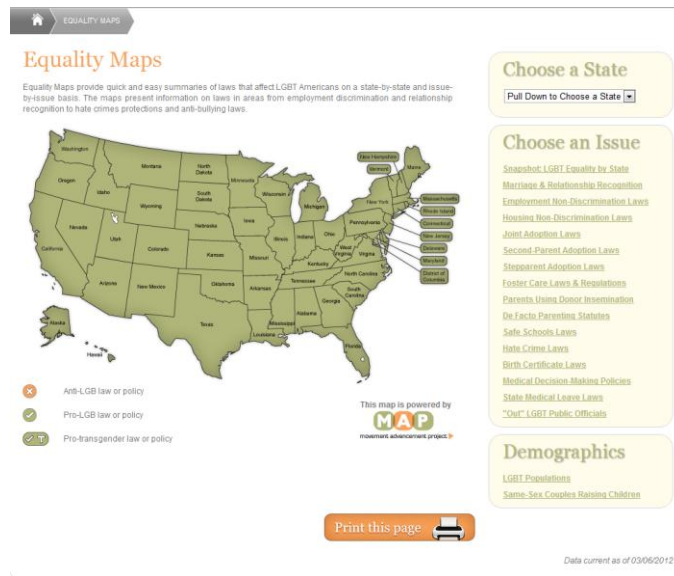 EQUALITY MAPS
Equality Maps
Equality Maps provide quick and easy summaries of laws that affect LGBT Americans on a state-by-state and issue-
by-issue basis. The maps present information on laws in areas from employment discrimination and relationship
recognition to hate crimes protections and anti-bullying laws.
Washington
Oregon
California
Nevada
Idaho
Montana
Wyoming
Utah
Arizona
Colorado
New Mexico
North
Dakota
South
Dakota
Nebraska
Kansas
Oklahoma
Texas
Minnesota
Iowa
Missouri
Arkansas
Louisiana
Wisconsin
Illinois
Michigan
Indiana
Ohio
Kentucky
Tennessee
Mississippi
Alabama
Georgia
Florida
South
Carolina
North Carolina
West
Virginia
Virginia
Pennsylvania
New York
Maine
New Hampshire
Vermont
Massachusetts
Rhode Island
Connecticut
New Jersey
Delaware
Maryland
District of
Columbia
Alaska
Hawaii
Anti-LGB law or policy
Pro-LGB law or policy
T
Pro-transgender law or policy
This map is powered by
MAP
movement advancement project
Print this page
Choose a State
Pull Down to Choose a State
Choose an Issue
Snapshot: LGBT Equality by State
Marriage & Relationship Recognition
Employment Non-Discrimination Laws
Housing Non-Discrimination Laws
Joint Adoption Laws
Second-Parent Adoption Laws
Stepparent Adoption Laws
Foster Care Laws & Regulations
Parents Using Donor Insemination
De Facto Parenting Statutes
Safe Schools Laws
Hate Crime Laws
Birth Certificate Laws
Medical Decision-Making Policies
State Medical Leave Laws
"Out" LGBT Public Officials
Demographics
LGBT Populations
Same-Sex Couples Raising Children
Data current as of 03/06/2012